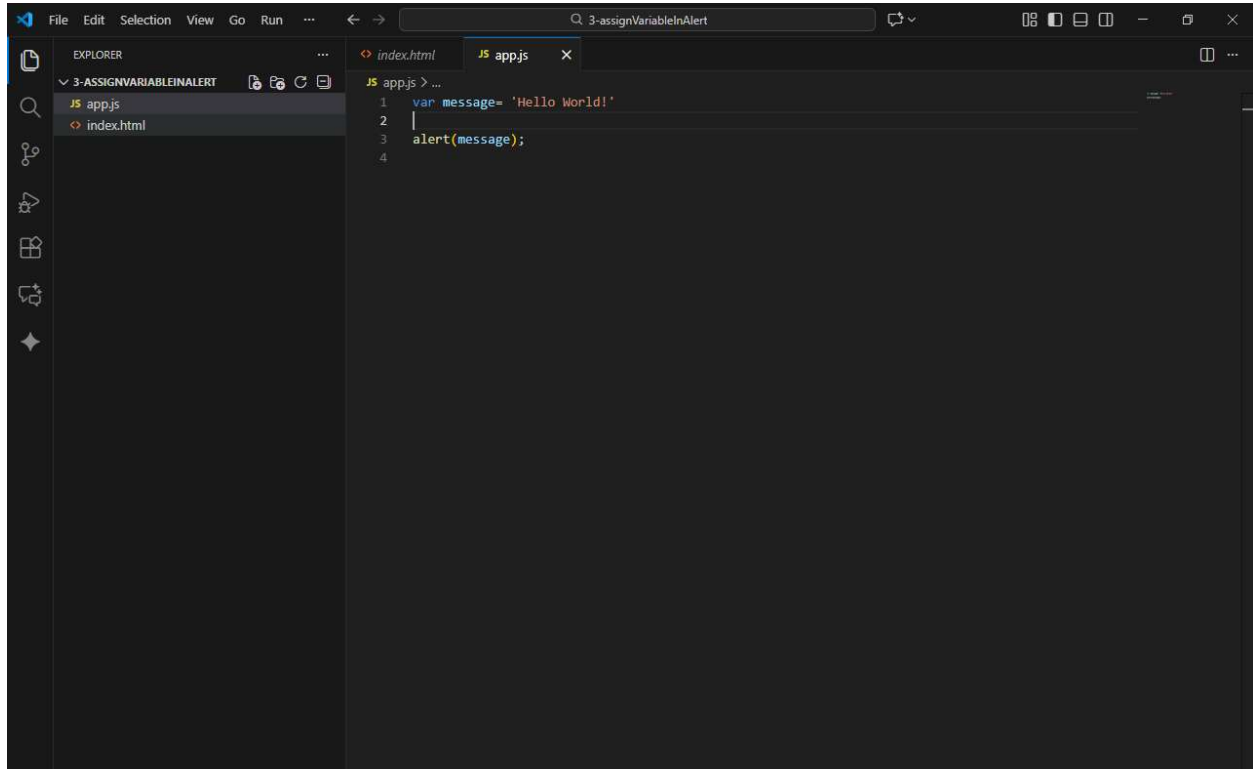 File Edit Selection View Go Run ··· 3-assignVariableInAlert
EXPLORER ···
3-ASSIGNVARIABLEINALERT
JS app.js
<> index.html
<> index.html JS app.js
JS app.js > ...
1 var message= 'Hello World!'
2
3 alert(message);
4